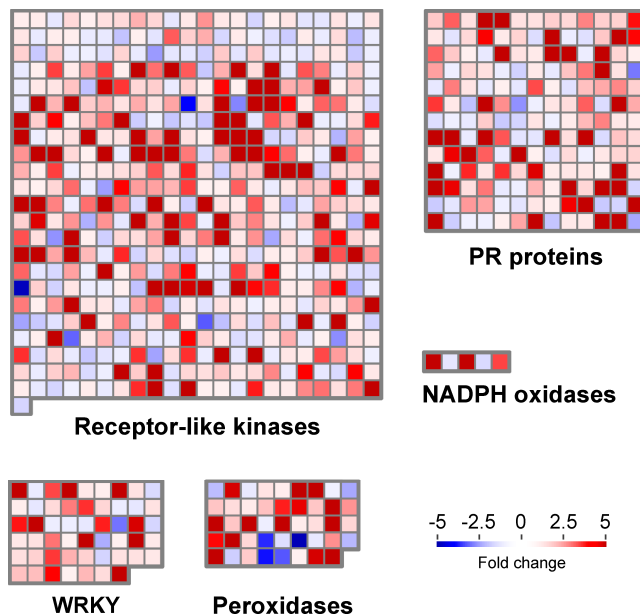 PR proteins
NADPH oxidases
Receptor-like kinases
-5 -2.5 0 2.5 5
Fold change
WRKY
Peroxidases